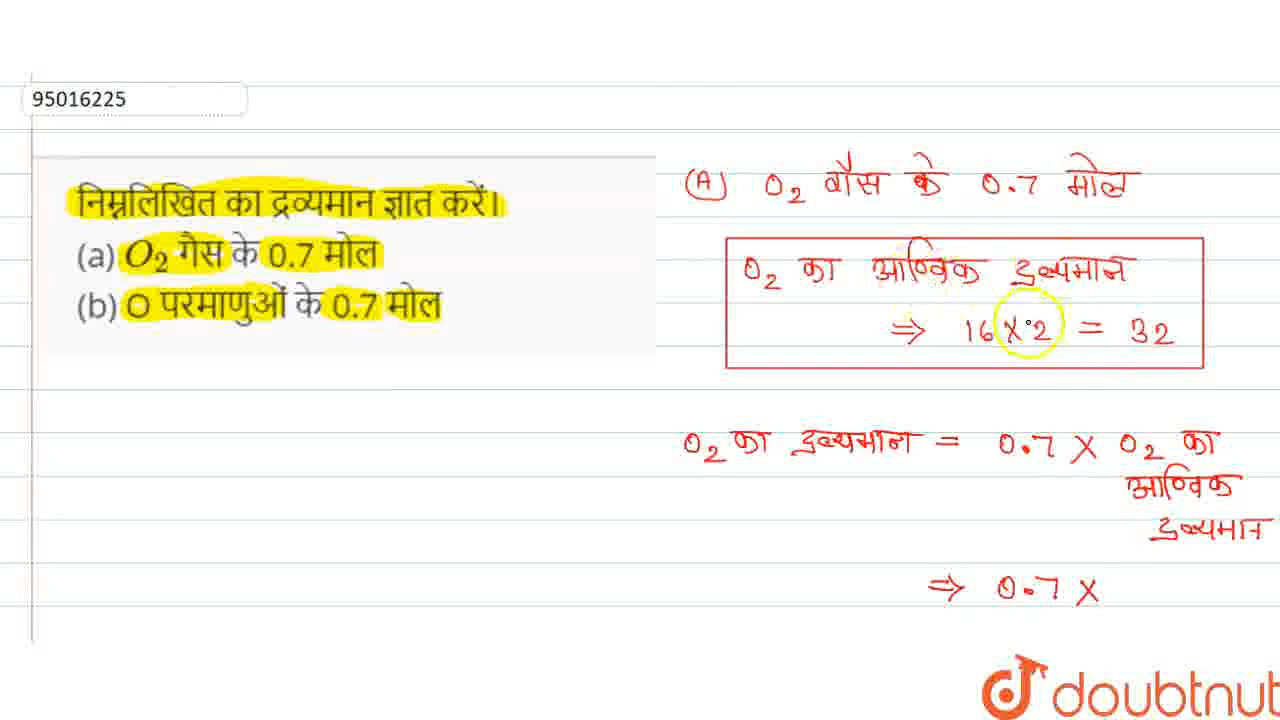 95016225
निम्नलिखित का द्रव्यमान ज्ञात करें।
(a) O₂ गैस के 0.7 मोल
(b) O परमाणुओं के 0.7 मोल
(A) O₂ गैस के 0.7 मोल
O₂ का आण्विक द्रव्यमान
⇒ 16 × 2 = 32
O₂ का द्रव्यमान = 0.7 × O₂ का
आण्विक
द्रव्यमान
⇒ 0.7 ×
doubtnut